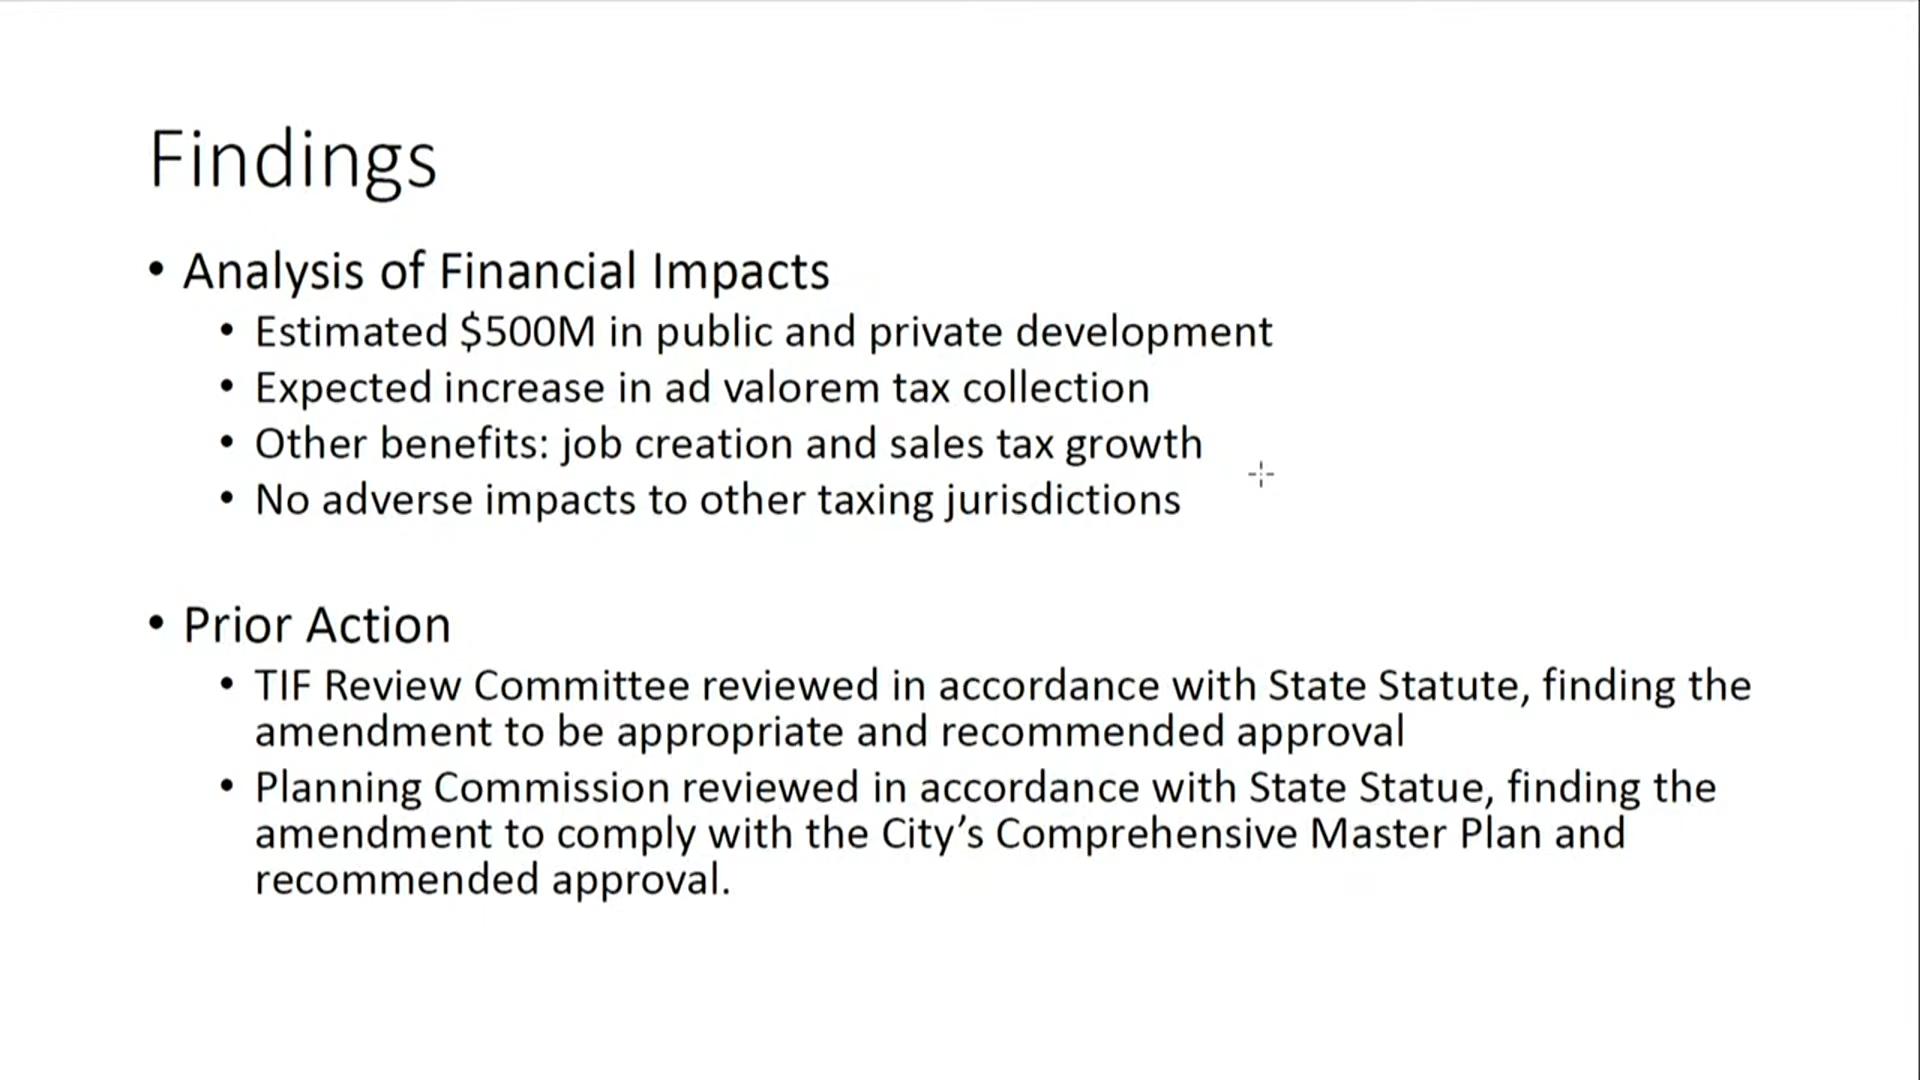 Findings
• Analysis of Financial Impacts
• Estimated $500M in public and private development
• Expected increase in ad valorem tax collection
• Other benefits: job creation and sales tax growth
• No adverse impacts to other taxing jurisdictions
• Prior Action
• TIF Review Committee reviewed in accordance with State Statute, finding the
amendment to be appropriate and recommended approval
• Planning Commission reviewed in accordance with State Statue, finding the
amendment to comply with the City’s Comprehensive Master Plan and
recommended approval.